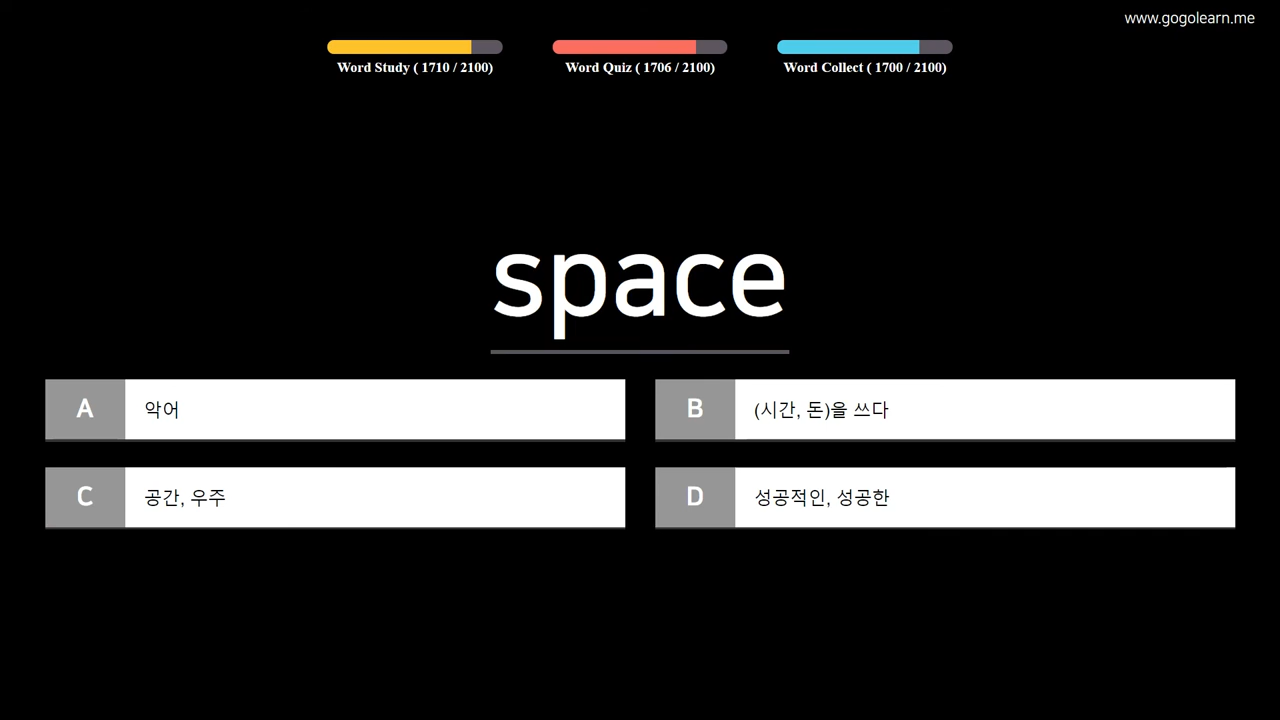 www.gogolearn.me
Word Study ( 1710 / 2100)
Word Quiz ( 1706 / 2100)
Word Collect ( 1700 / 2100)
space
A 악어
B (시간, 돈)을 쓰다
C 공간, 우주
D 성공적인, 성공한